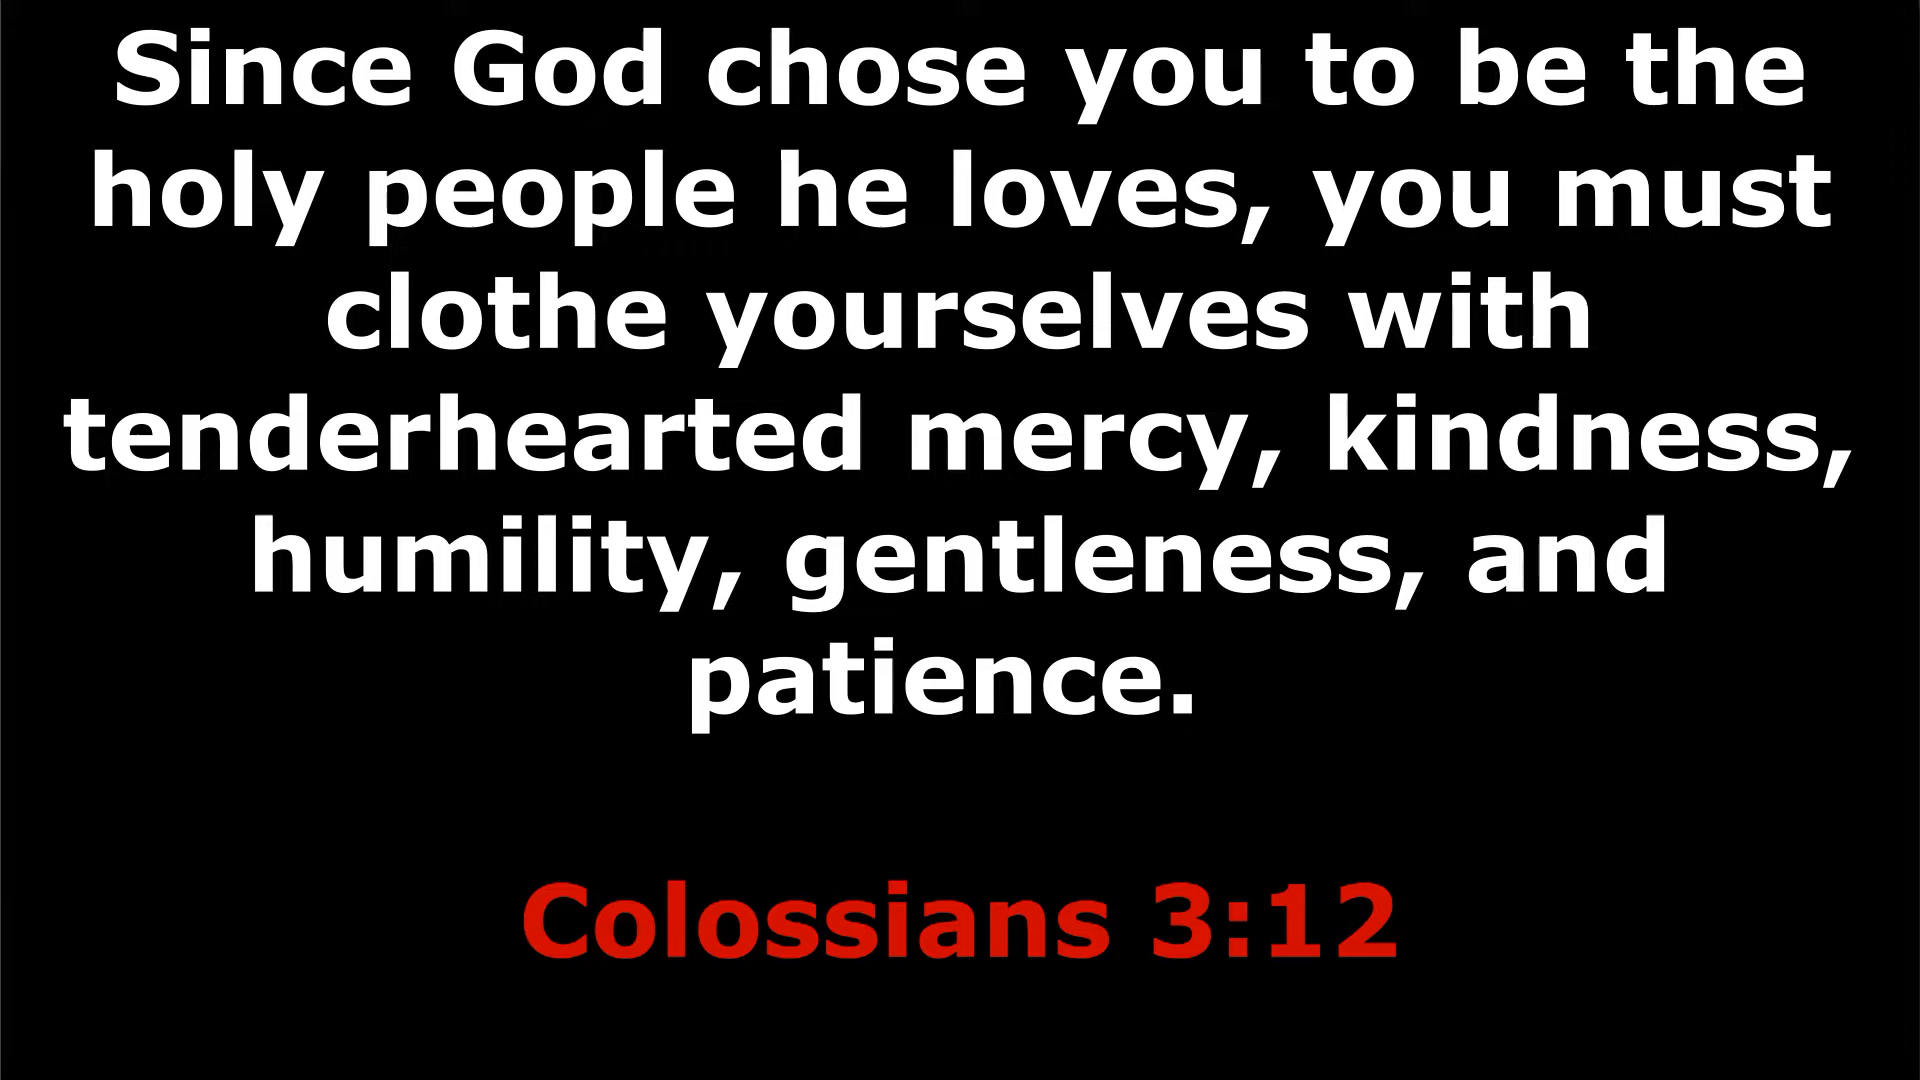 Since God chose you to be the
holy people he loves, you must
clothe yourselves with
tenderhearted mercy, kindness,
humility, gentleness, and
patience.
Colossians 3:12